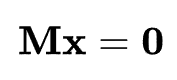 Mx = 0